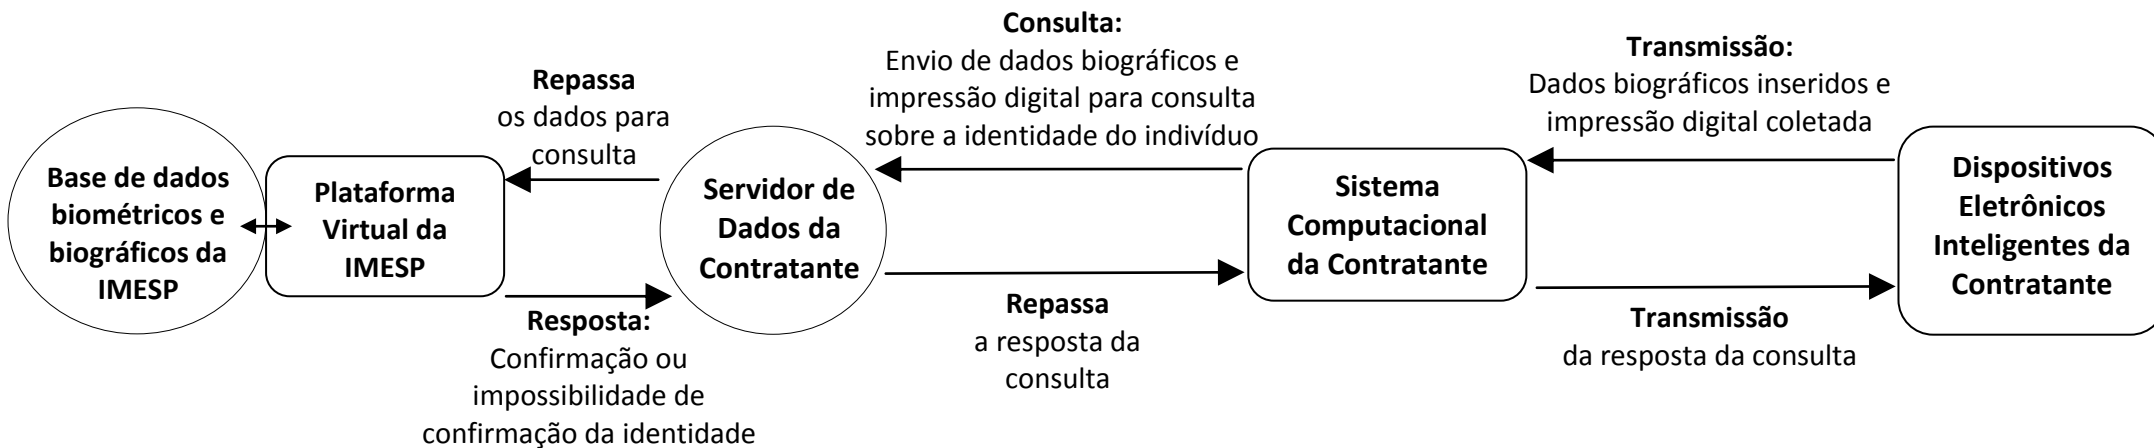 Base de dados
biométricos e
biográficos da
IMESP
Repassa
os dados para
consulta
Plataforma
Virtual da
IMESP
Resposta:
Confirmação ou
impossibilidade de
confirmação da identidade
Servidor de
Dados da
Contratante
Consulta:
Envio de dados biográficos e
impressão digital para consulta
sobre a identidade do indivíduo
Repassa
a resposta da
consulta
Sistema
Computacional
da Contratante
Transmissão:
Dados biográficos inseridos e
impressão digital coletada
Transmissão
da resposta da consulta
Dispositivos
Eletrônicos
Inteligentes da
Contratante